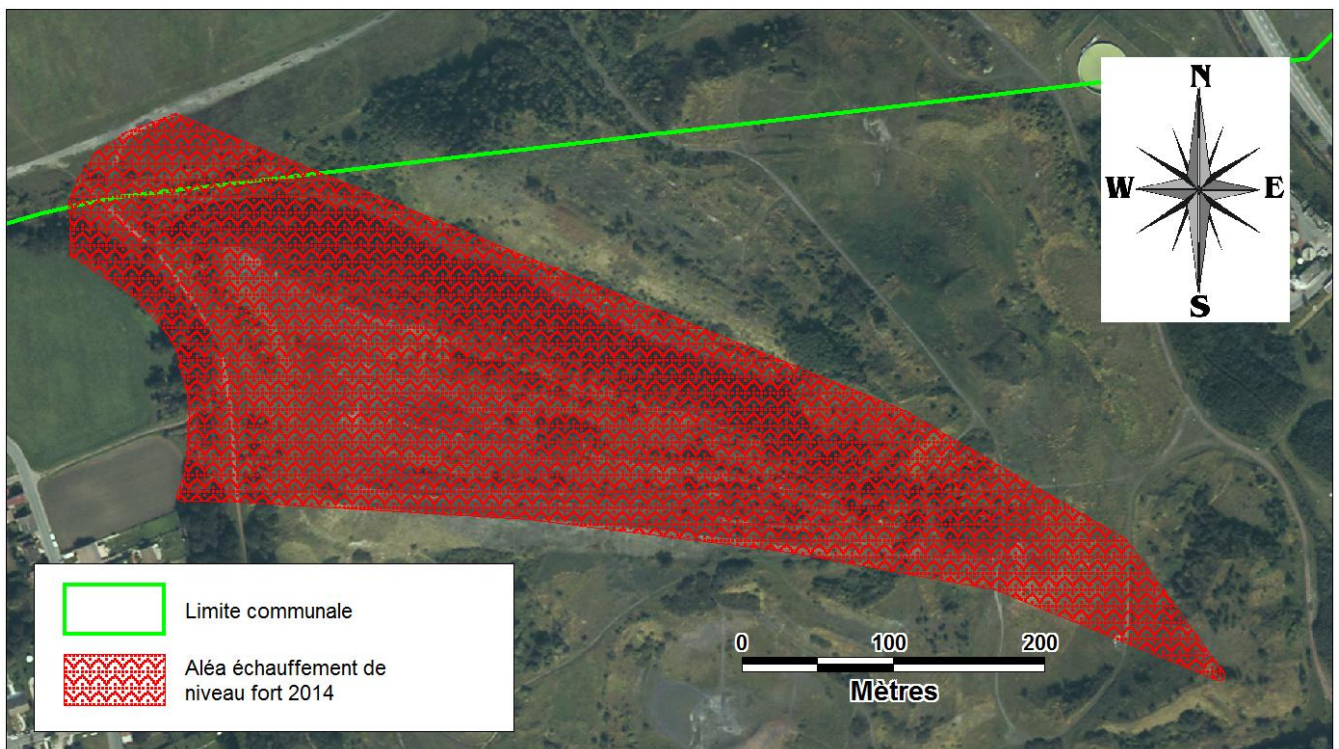 N
W E
S
Limite communale
Aléa échauffement de
niveau fort 2014
0 100 200
Mètres